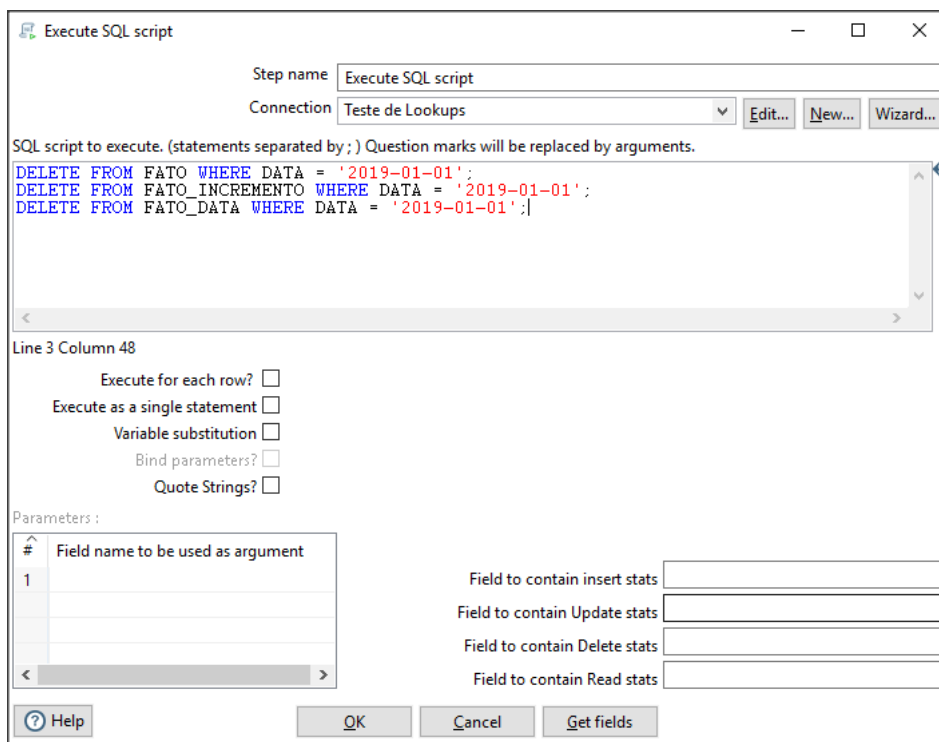 Execute SQL script
Step name Execute SQL script
Connection Teste de Lookups Edit... New... Wizard...
SQL script to execute. (statements separated by ; ) Question marks will be replaced by arguments.
DELETE FROM FATO WHERE DATA = '2019-01-01';
DELETE FROM FATO_INCREMENTO WHERE DATA = '2019-01-01';
DELETE FROM FATO_DATA WHERE DATA = '2019-01-01';
Line 3 Column 48
Execute for each row?
Execute as a single statement
Variable substitution
Bind parameters?
Quote Strings?
Parameters :
# Field name to be used as argument
1
Field to contain insert stats
Field to contain Update stats
Field to contain Delete stats
Field to contain Read stats
Help OK Cancel Get fields